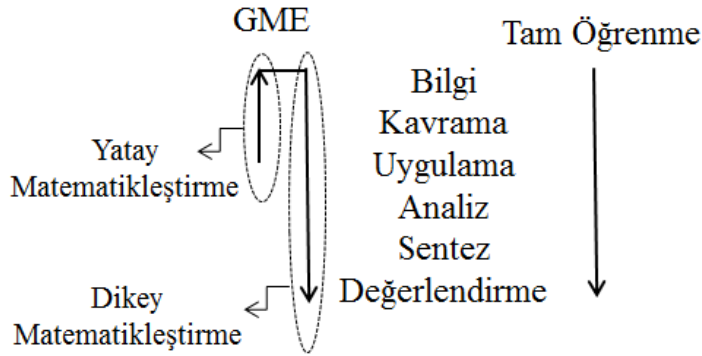 GME
Tam Öğrenme
Bilgi
Kavrama
Uygulama
Analiz
Sentez
Değerlendirme
Yatay
Matematikleştirme
Dikey
Matematikleştirme